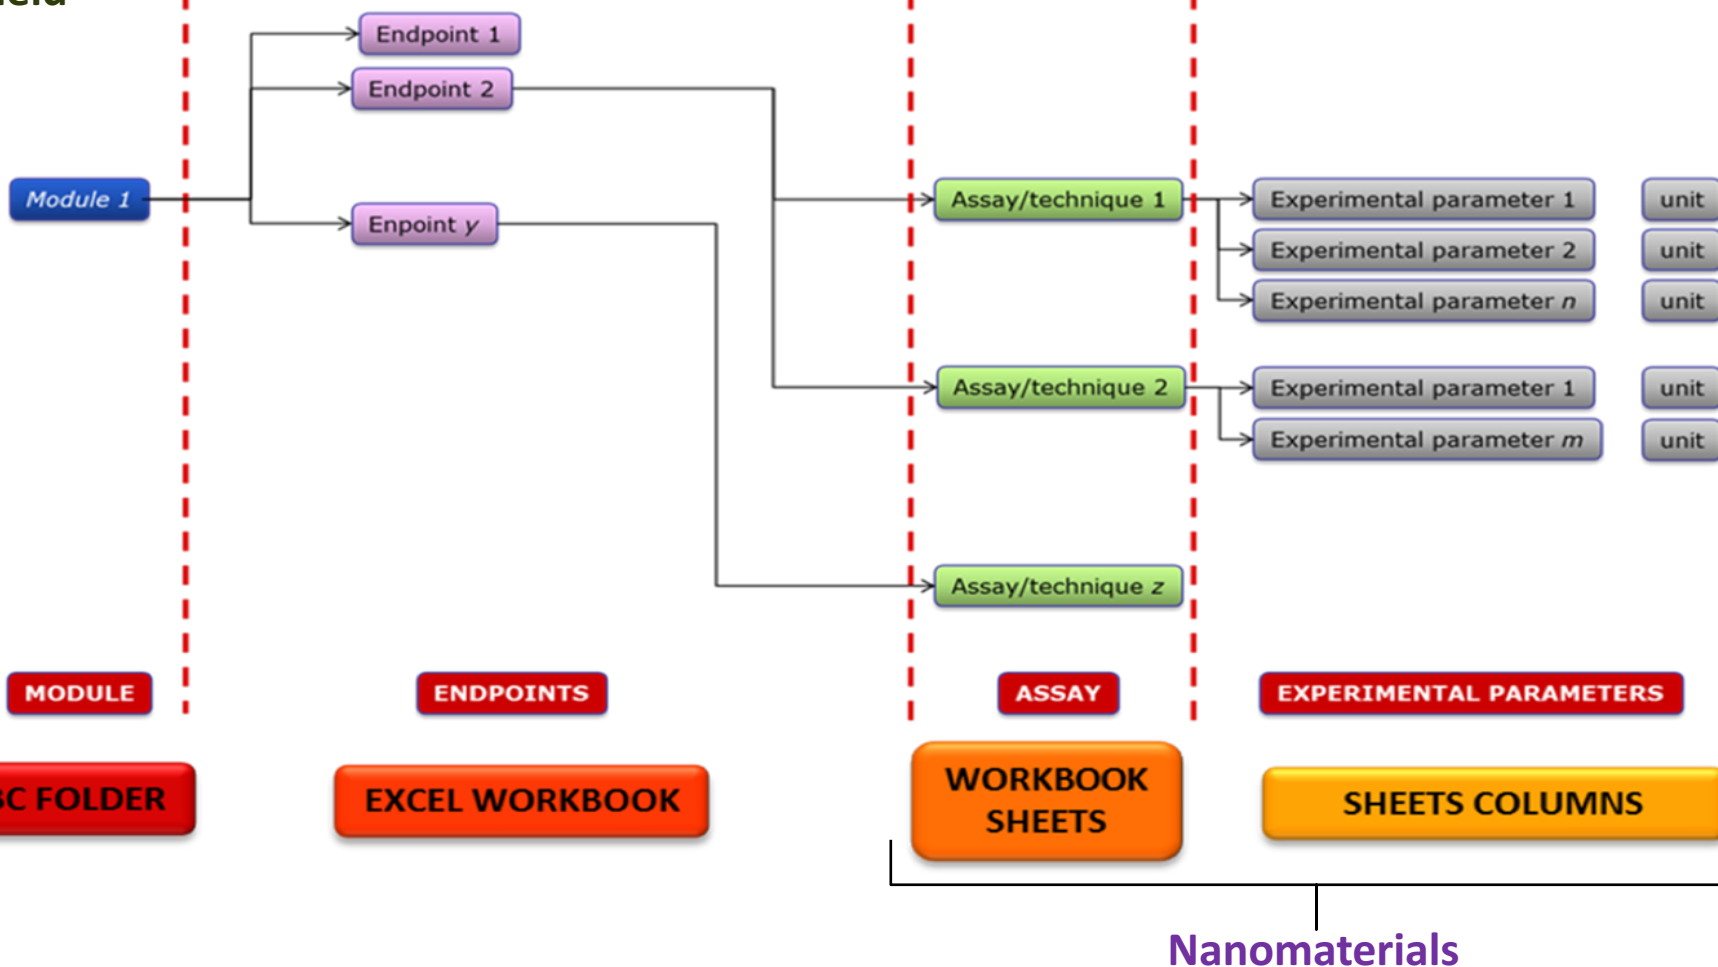 Endpoint 1
Endpoint 2
Module 1
Assay/technique 1
Experimental parameter 1
unit
Enpoint y
Experimental parameter 2
unit
Experimental parameter n
unit
Assay/technique 2
Experimental parameter 1
unit
Experimental parameter m
unit
Assay/technique z
MODULE
ENDPOINTS
ASSAY
EXPERIMENTAL PARAMETERS
FOLDER
EXCEL WORKBOOK
WORKBOOK
SHEETS
SHEETS COLUMNS
Nanomaterials